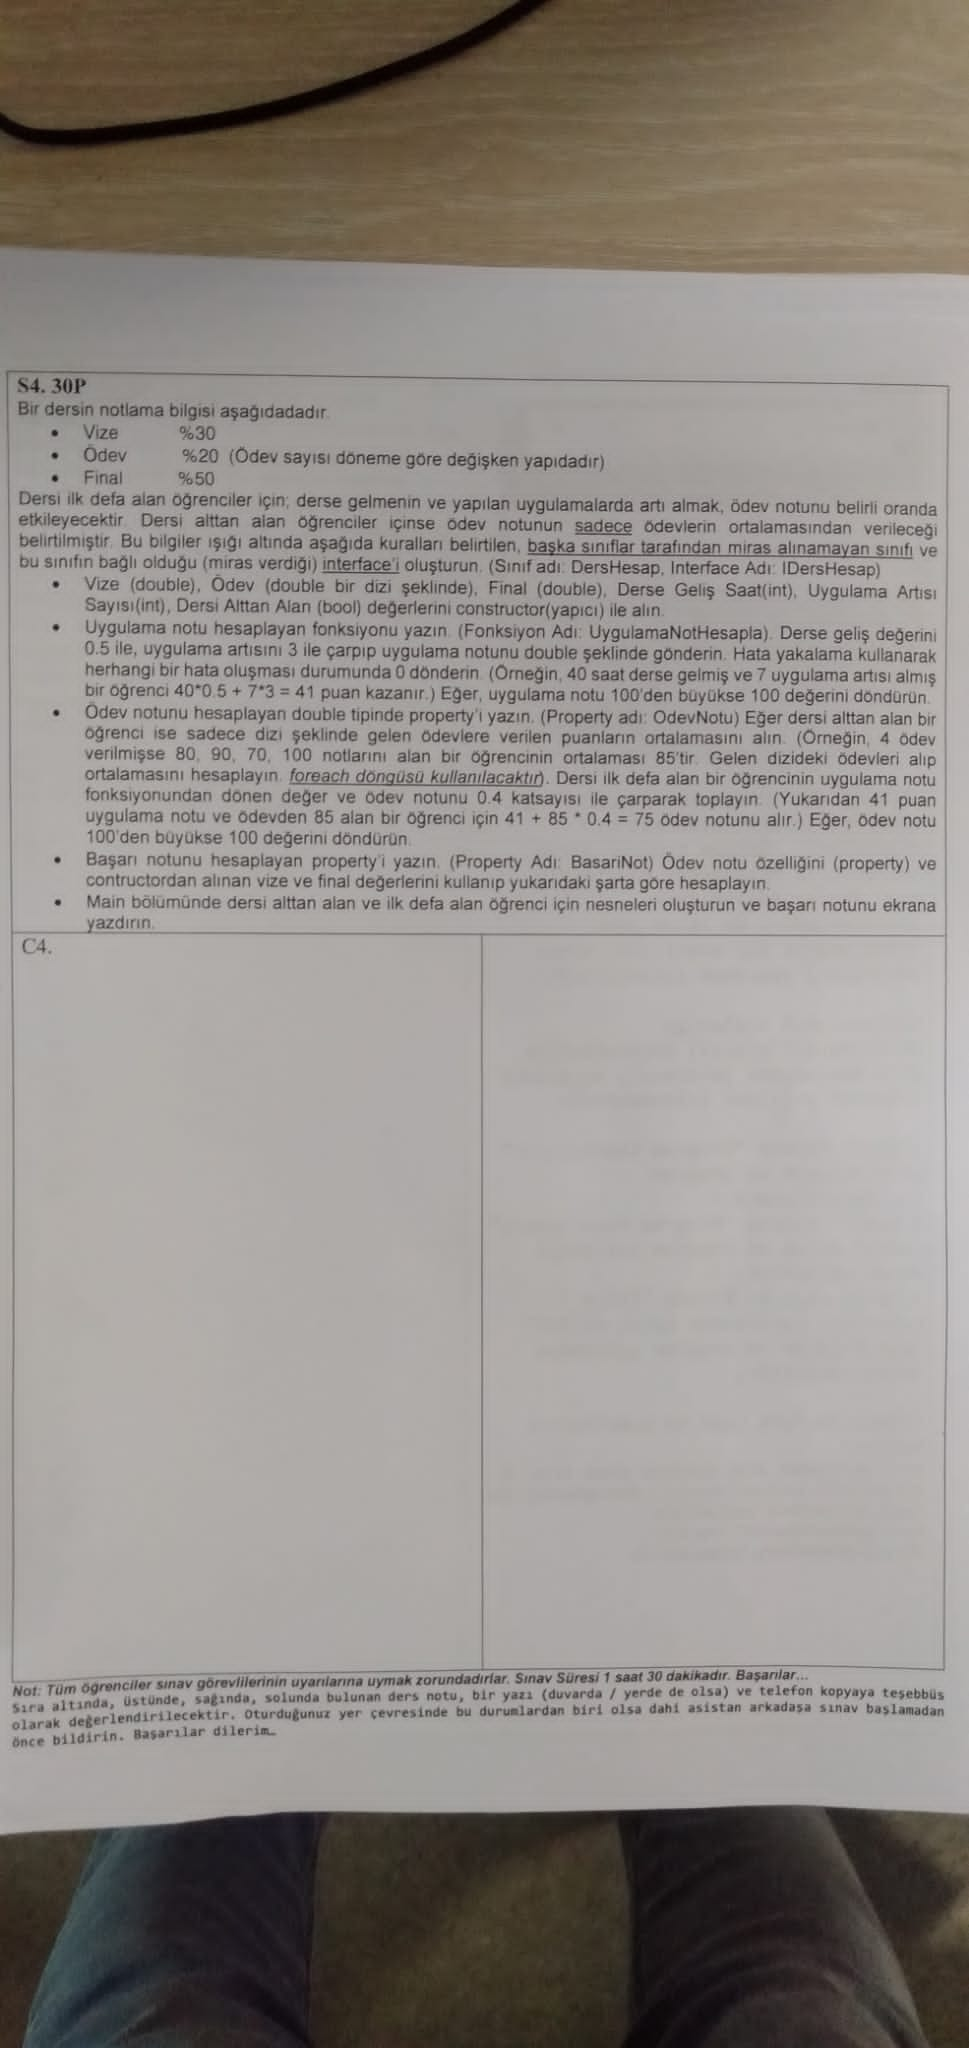 S4. 30P
Bir dersin notlama bilgisi aşağıdadadır.
• Vize %30
• Ödev %20 (Ödev sayısı döneme göre değişken yapıdadır)
• Final %50
Dersi ilk defa alan öğrenciler için; derse gelmenin ve yapılan uygulamalarda artı almak, ödev notunu belirli oranda
etkileyecektir. Dersi alttan alan öğrenciler içinse ödev notunun sadece ödevlerin ortalamasından verileceği
belirtilmiştir. Bu bilgiler ışığı altında aşağıda kuralları belirtilen, başka sınıflar tarafından miras alınamayan sınıfı ve
bu sınıfın bağlı olduğu (miras verdiği) interface'i oluşturun. (Sınıf adı: DersHesap, Interface Adı: IDersHesap)
• Vize (double), Ödev (double bir dizi şeklinde), Final (double), Derse Geliş Saat(int), Uygulama Artısı
Sayısı(int), Dersi Alttan Alan (bool) değerlerini constructor(yapıcı) ile alın.
• Uygulama notu hesaplayan fonksiyonu yazın. (Fonksiyon Adı: UygulamaNotHesapla). Derse geliş değerini
0.5 ile, uygulama artısını 3 ile çarpıp uygulama notunu double şeklinde gönderin. Hata yakalama kullanarak
herhangi bir hata oluşması durumunda 0 dönderin. (Örneğin, 40 saat derse gelmiş ve 7 uygulama artısı almış
bir öğrenci 40*0.5 + 7*3 = 41 puan kazanır.) Eğer, uygulama notu 100'den büyükse 100 değerini döndürün.
• Ödev notunu hesaplayan double tipinde property'i yazın. (Property adı: OdevNotu) Eğer dersi alttan alan bir
öğrenci ise sadece dizi şeklinde gelen ödevlere verilen puanların ortalamasını alın. (Örneğin, 4 ödev
verilmişse 80, 90, 70, 100 notlarını alan bir öğrencinin ortalaması 85'tir. Gelen dizideki ödevleri alıp
ortalamasını hesaplayın. foreach döngüsü kullanılacaktır). Dersi ilk defa alan bir öğrencinin uygulama notu
fonksiyonundan dönen değer ve ödev notunu 0.4 katsayısı ile çarparak toplayın. (Yukarıdan 41 puan
uygulama notu ve ödevden 85 alan bir öğrenci için 41 + 85 * 0.4 = 75 ödev notunu alır.) Eğer, ödev notu
100'den büyükse 100 değerini döndürün.
• Başarı notunu hesaplayan property'i yazın. (Property Adı: BasariNot) Ödev notu özelliğini (property) ve
contructordan alınan vize ve final değerlerini kullanıp yukarıdaki şarta göre hesaplayın.
• Main bölümünde dersi alttan alan ve ilk defa alan öğrenci için nesneleri oluşturun ve başarı notunu ekrana
yazdırın.
C4.
Not: Tüm öğrenciler sınav görevlilerinin uyarılarına uymak zorundadırlar. Sınav Süresi 1 saat 30 dakikadır. Başarılar...
Sıra altında, üstünde, sağında, solunda bulunan ders notu, bir yazı (duvarda / yerde de olsa) ve telefon kopyaya teşebbüs
olarak değerlendirilecektir. Oturduğunuz yer çevresinde bu durumlardan biri olsa dahi asistan arkadaşa sınav başlamadan
önce bildirin. Başarılar dilerim…